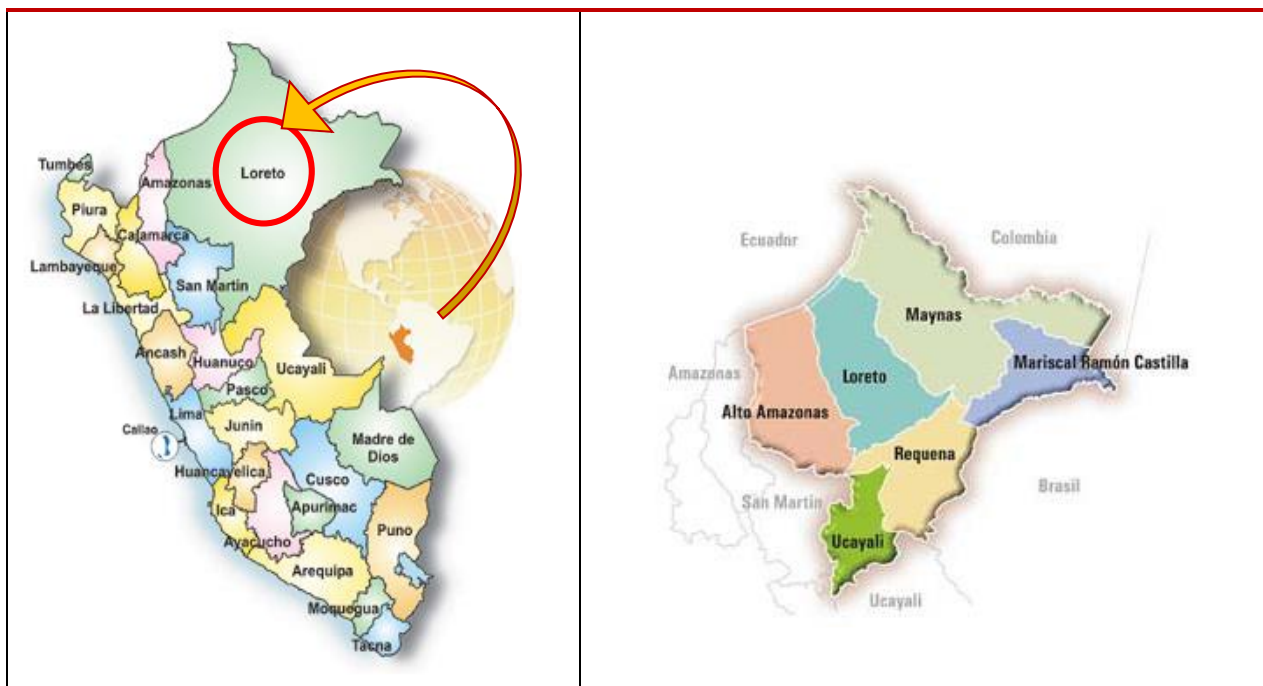 Tumbes
Amazonas
Loreto
Piura
Cajamarca
Lambayeque
San Martin
La Libertad
Ancash
Huanuco
Ucayali
Pasco
Lima
Callao
Junin
Madre de
Dios
Huancavelica
Cusco
Ica
Apurimac
Ayacucho
Puno
Arequipa
Moquegua
Tacna
Ecuador
Colombia
Maynas
Mariscal Ramón Castilla
Amazonas
Loreto
Alto Amazonas
Requena
San Martin
Brasil
Ucayali
Ucayali